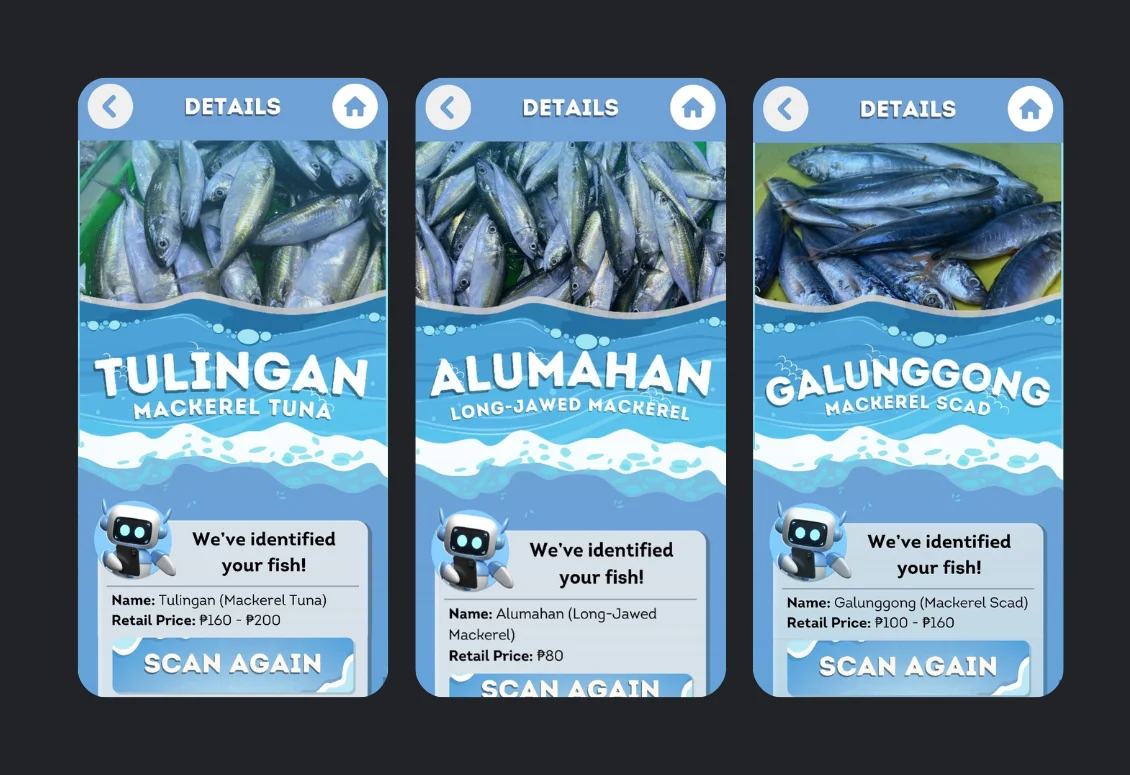 DETAILS
TULINGAN
MACKEREL TUNA
We've identified
your fish!
Name: Tulingan (Mackerel Tuna)
Retail Price: ₱160 - ₱200
SCAN AGAIN
DETAILS
ALUMAHAN
LONG-JAWED MACKEREL
We've identified
your fish!
Name: Alumahan (Long-Jawed
Mackerel)
Retail Price: ₱80
SCAN AGAIN
DETAILS
GALUNGGONG
MACKEREL SCAD
We've identified
your fish!
Name: Galunggong (Mackerel Scad)
Retail Price: ₱100 - ₱160
SCAN AGAIN